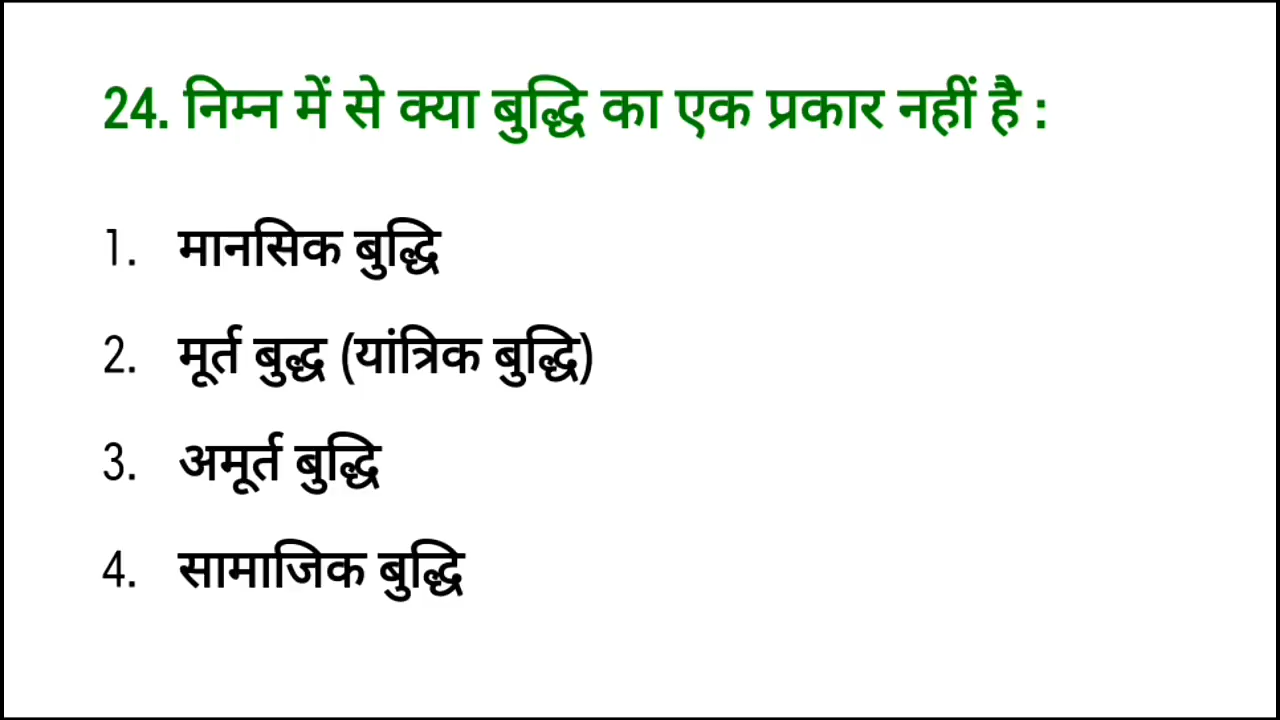 24. निम्न में से क्या बुद्धि का एक प्रकार नहीं है :
1. मानसिक बुद्धि
2. मूर्त बुद्ध (यांत्रिक बुद्धि)
3. अमूर्त बुद्धि
4. सामाजिक बुद्धि